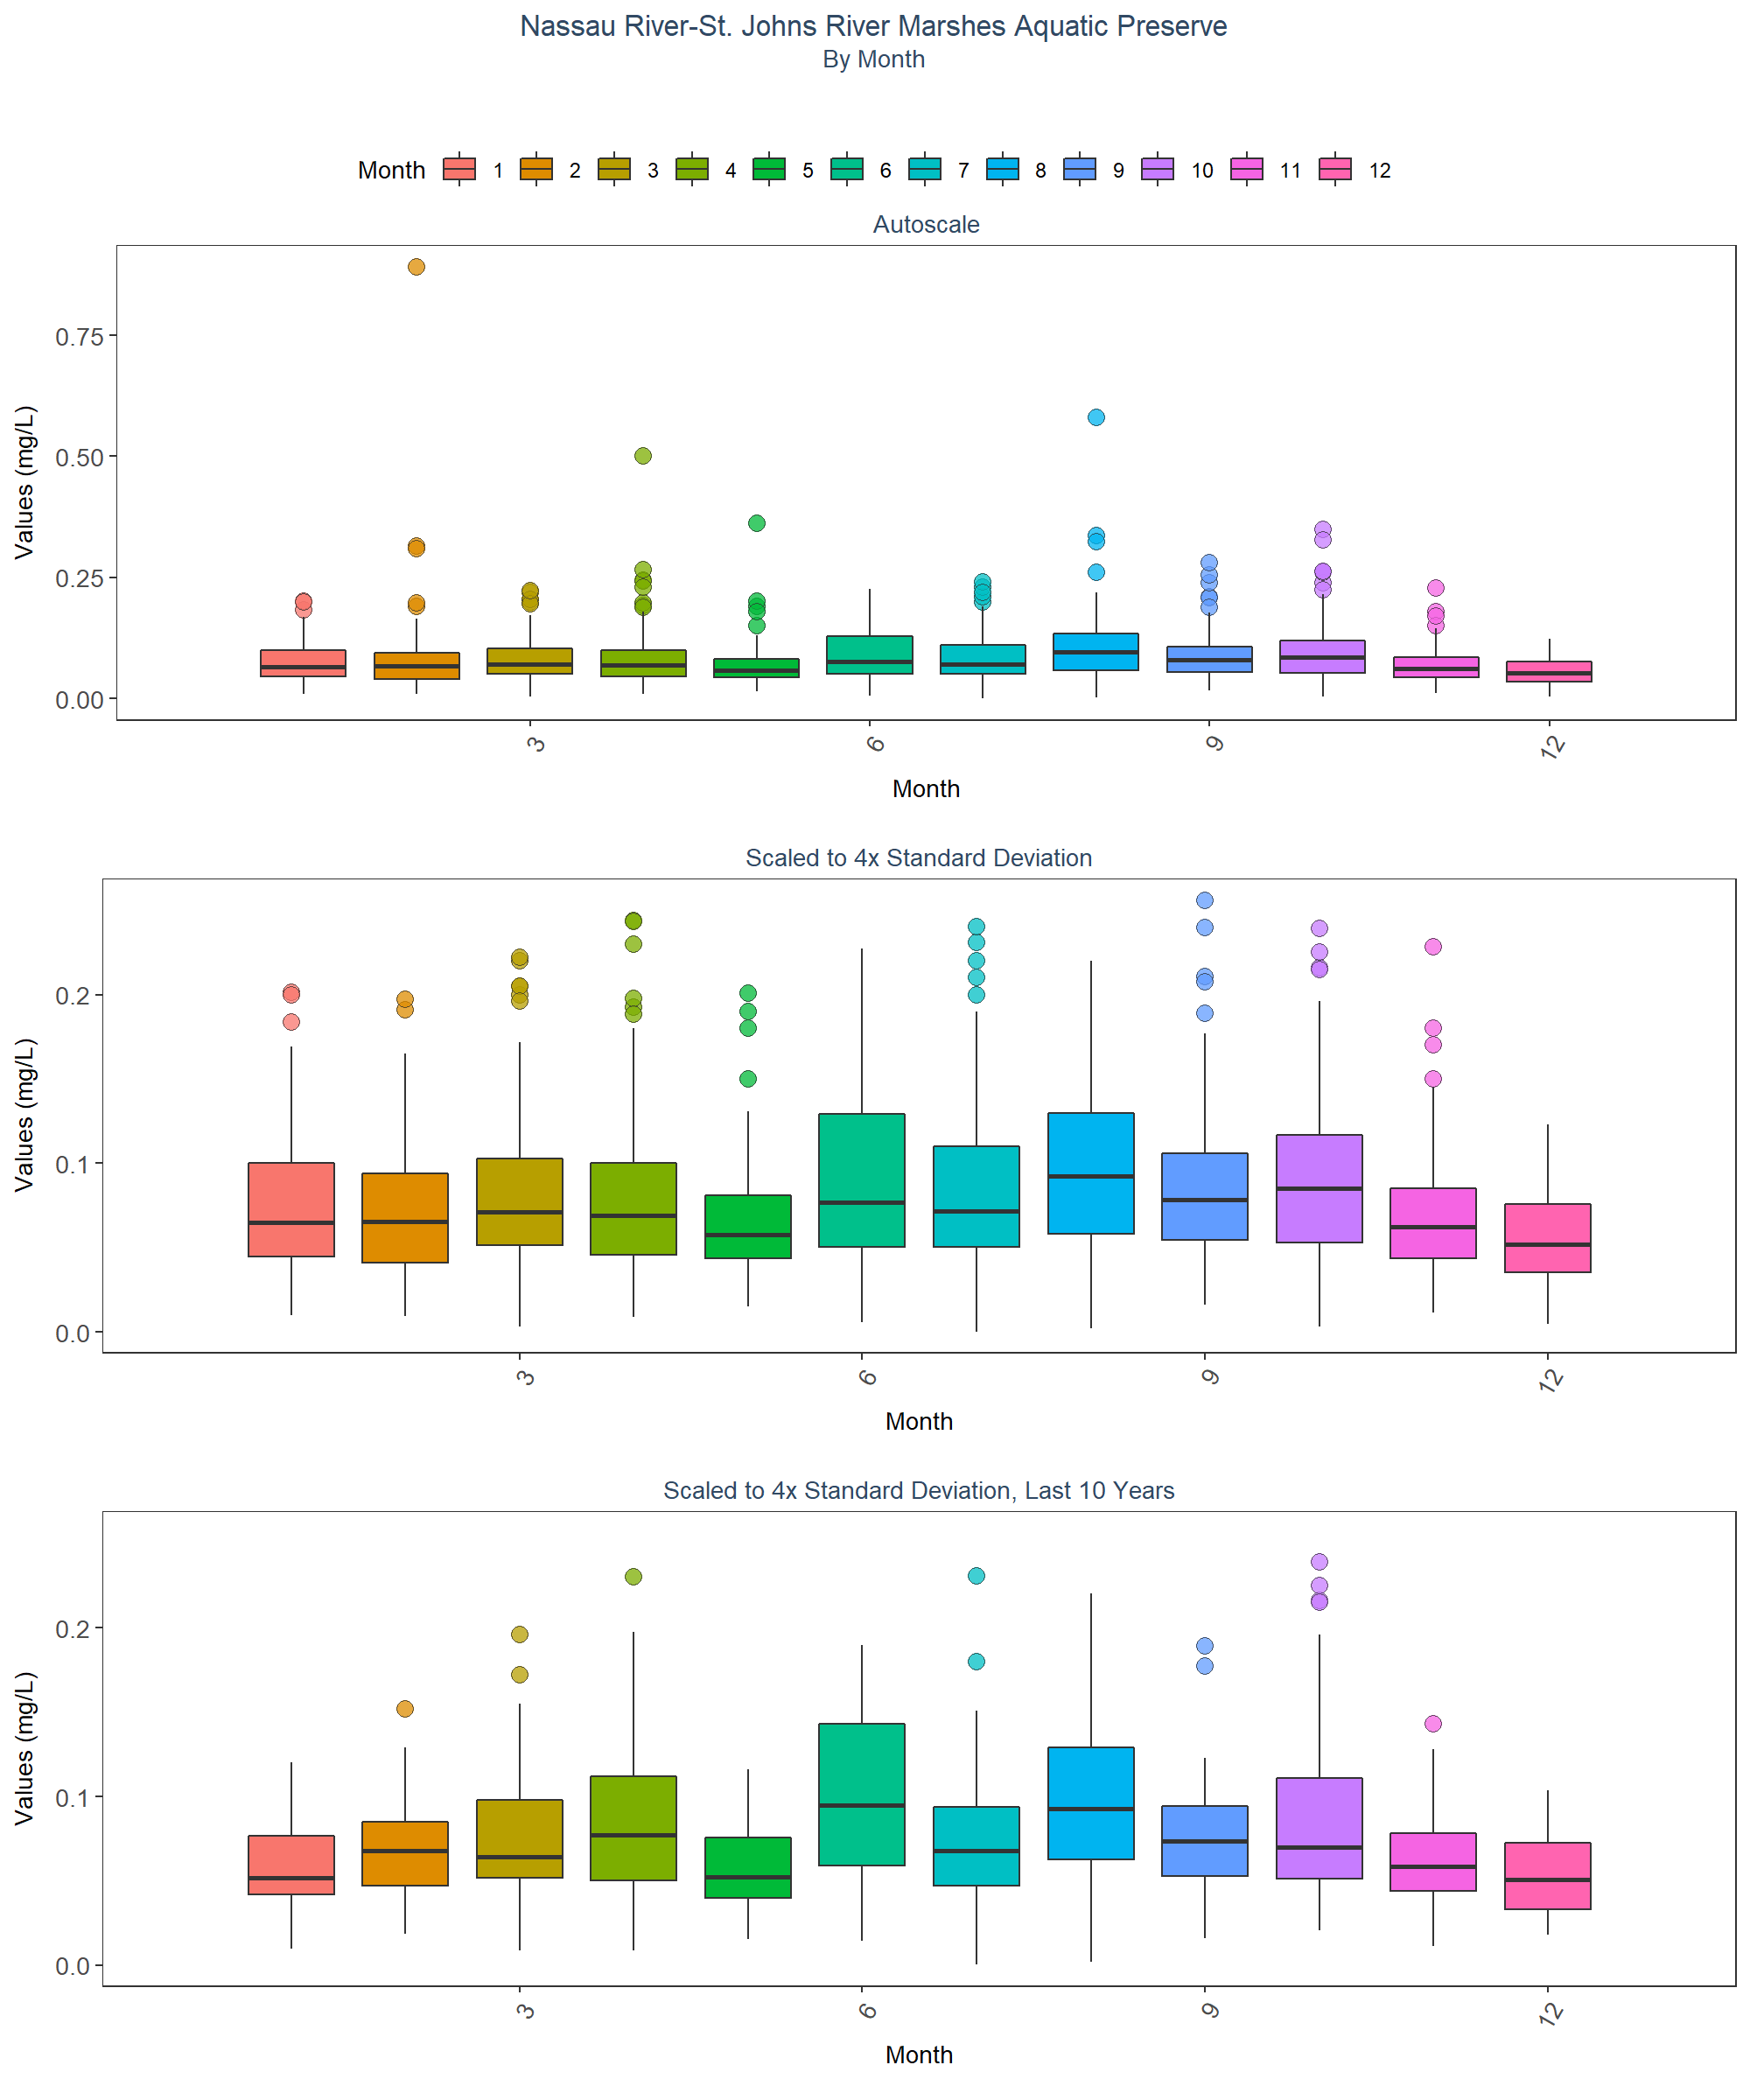 Nassau River-St. Johns River Marshes Aquatic Preserve
By Month
Month 1 2 3 4 5 6 7 8 9 10 11 12
Autoscale
Values (mg/L)
0.75
0.50
0.25
0.00
3 6 9 12
Month
Scaled to 4x Standard Deviation
Values (mg/L)
0.2
0.1
0.0
3 6 9 12
Month
Scaled to 4x Standard Deviation, Last 10 Years
Values (mg/L)
0.2
0.1
0.0
3 6 9 12
Month